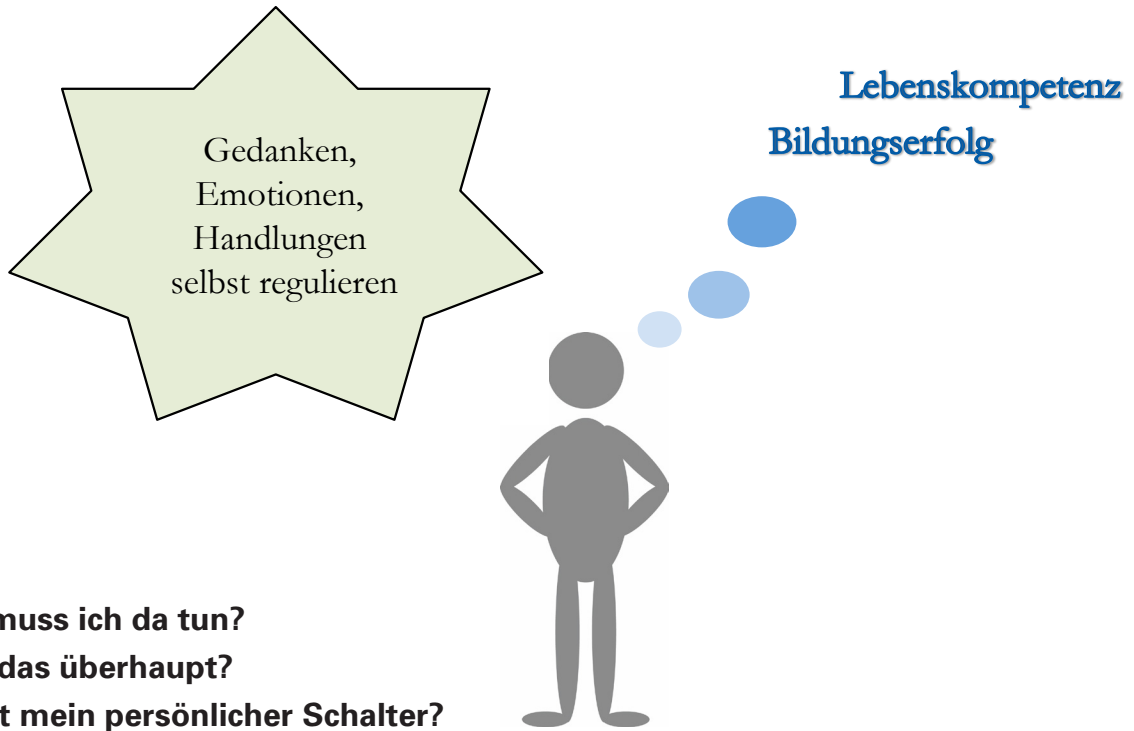 Lebenskompetenz
Bildungserfolg
Gedanken,
Emotionen,
Handlungen
selbst regulieren
muss ich da tun?
das überhaupt?
t mein persönlicher Schalter?